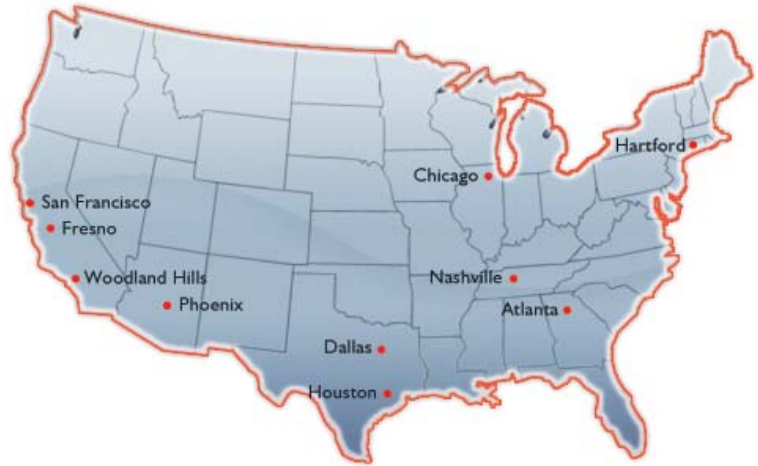 Hartford
Chicago
San Francisco
Fresno
Woodland Hills
Nashville
Phoenix
Atlanta
Dallas
Houston